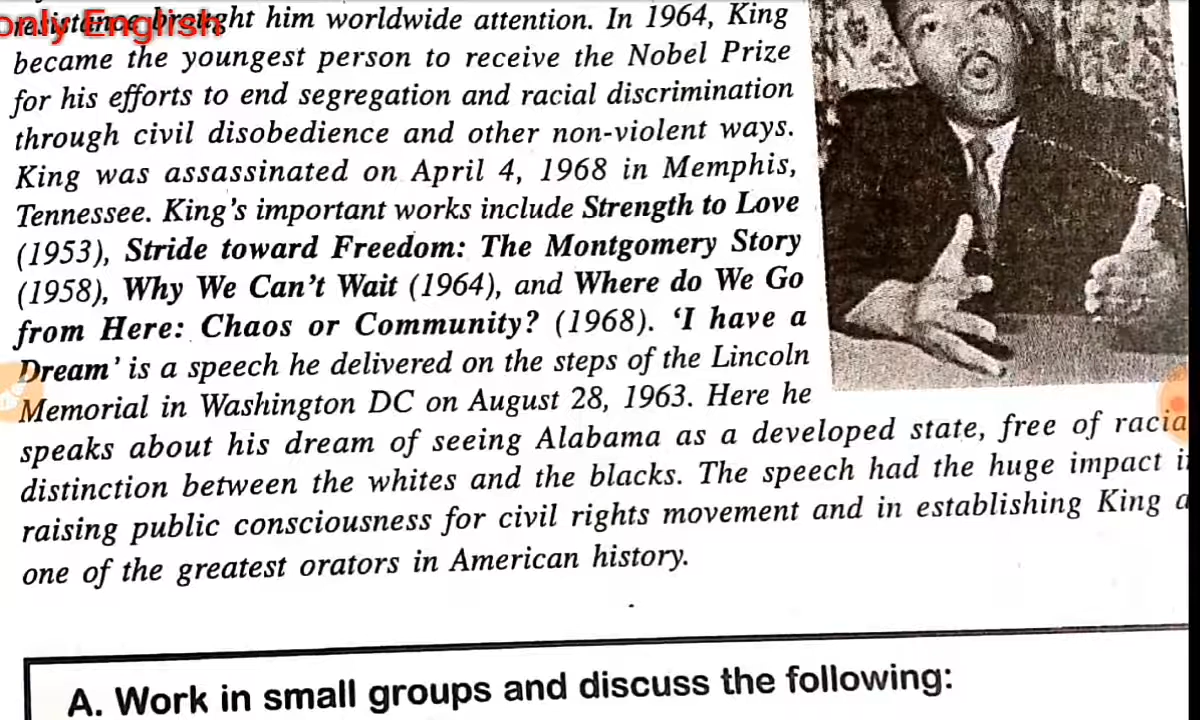 only English
resistance brought him worldwide attention. In 1964, King
became the youngest person to receive the Nobel Prize
for his efforts to end segregation and racial discrimination
through civil disobedience and other non-violent ways.
King was assassinated on April 4, 1968 in Memphis,
Tennessee. King's important works include Strength to Love
(1953), Stride toward Freedom: The Montgomery Story
(1958), Why We Can't Wait (1964), and Where do We Go
from Here: Chaos or Community? (1968). 'I have a
Dream' is a speech he delivered on the steps of the Lincoln
Memorial in Washington DC on August 28, 1963. Here he
speaks about his dream of seeing Alabama as a developed state, free of racia
distinction between the whites and the blacks. The speech had the huge impact i
raising public consciousness for civil rights movement and in establishing King a
one of the greatest orators in American history.
A. Work in small groups and discuss the following: